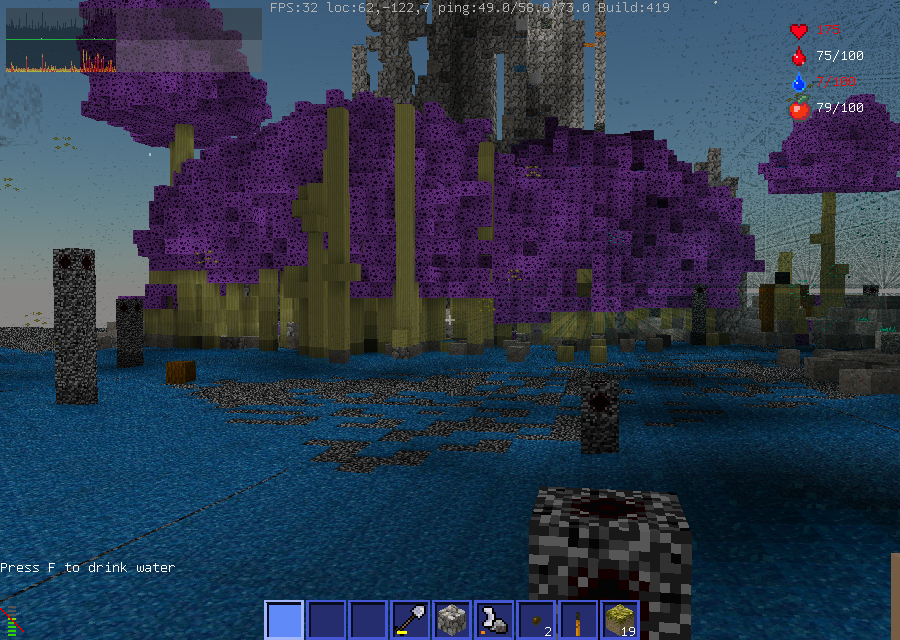 FPS:32 loc:62,-122,7 ping:49.0/58.0/73.0 Build:419
75/100
79/100
Press F to drink water
2
19